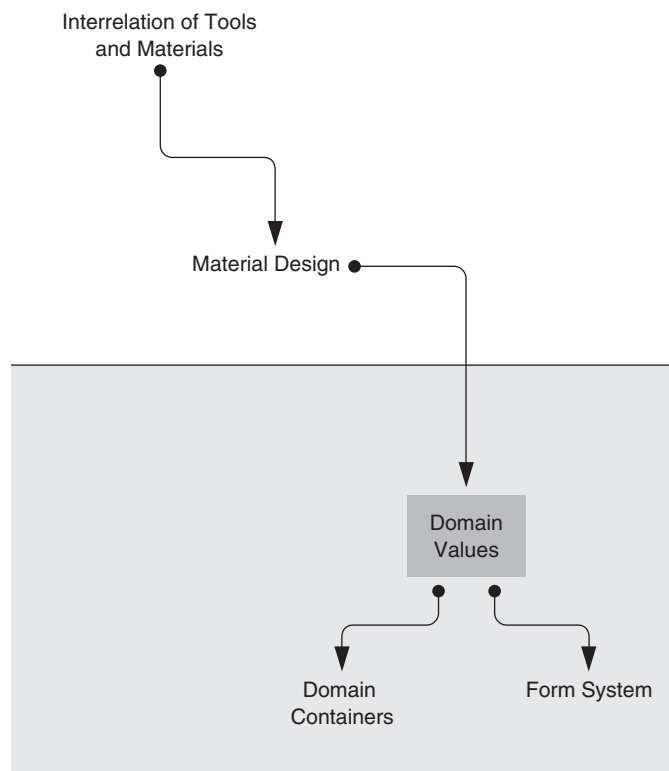 Interrelation of Tools
and Materials
Material Design
Domain
Values
Domain
Containers
Form System